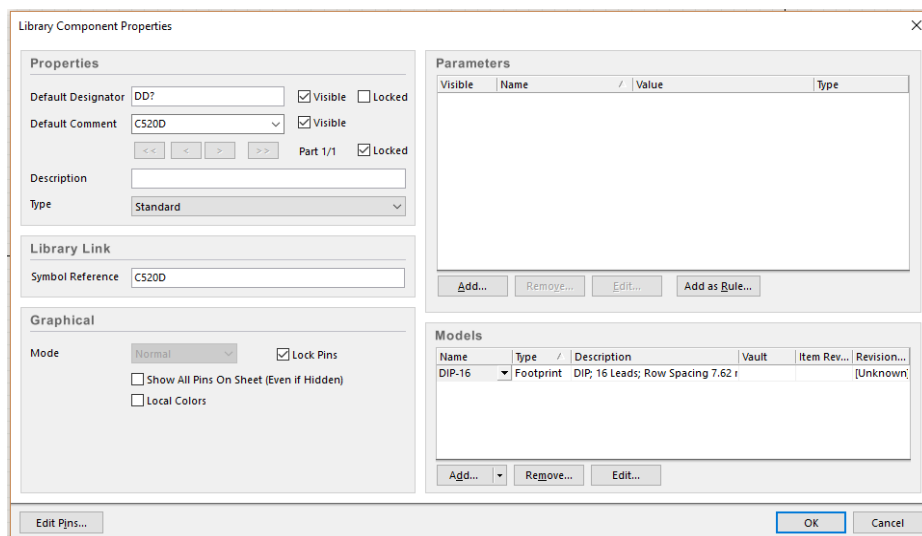 Library Component Properties
Properties
Default Designator DD? Visible Locked
Default Comment C520D Visible
<< < > >> Part 1/1 Locked
Description
Type Standard
Library Link
Symbol Reference C520D
Graphical
Mode Normal Lock Pins
Show All Pins On Sheet (Even if Hidden)
Local Colors
Parameters
Visible Name / Value Type
Add... Remove... Edit... Add as Rule...
Models
Name Type / Description Vault Item Rev... Revision...
DIP-16 Footprint DIP; 16 Leads; Row Spacing 7.62 [Unknown]
Add... Remove... Edit...
Edit Pins... OK Cancel